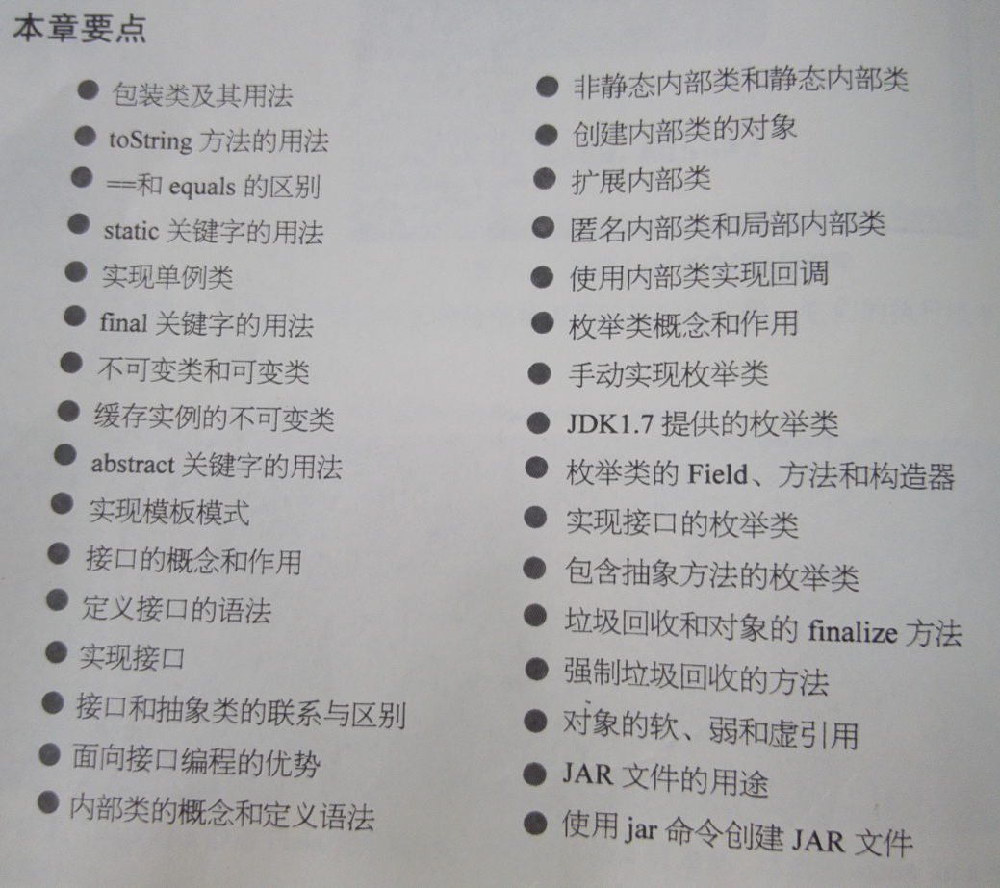 本章要点
● 包装类及其用法
● toString 方法的用法
● ==和 equals 的区别
● static 关键字的用法
● 实现单例类
● final 关键字的用法
● 不可变类和可变类
● 缓存实例的不可变类
● abstract 关键字的用法
● 实现模板模式
● 接口的概念和作用
● 定义接口的语法
● 实现接口
● 接口和抽象类的联系与区别
● 面向接口编程的优势
● 内部类的概念和定义语法
● 非静态内部类和静态内部类
● 创建内部类的对象
● 扩展内部类
● 匿名内部类和局部内部类
● 使用内部类实现回调
● 枚举类概念和作用
● 手动实现枚举类
● JDK1.7 提供的枚举类
● 枚举类的 Field、方法和构造器
● 实现接口的枚举类
● 包含抽象方法的枚举类
● 垃圾回收和对象的 finalize 方法
● 强制垃圾回收的方法
● 对象的软、弱和虚引用
● JAR 文件的用途
● 使用 jar 命令创建 JAR 文件